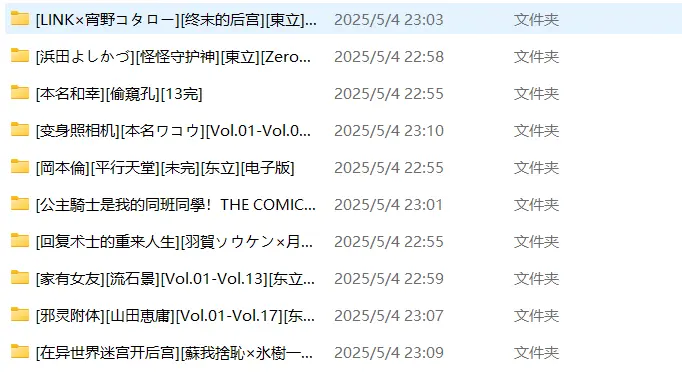 [LINK×宵野コタロー][终末的后宫][東立]... 2025/5/4 23:03 文件夹
[浜田よしかづ][怪怪守护神][東立][Zero... 2025/5/4 22:58 文件夹
[本名和幸][偷窺孔][13完] 2025/5/4 22:55 文件夹
[变身照相机][本名ワコウ][Vol.01-Vol.0... 2025/5/4 23:10 文件夹
[岡本倫][平行天堂][未完][东立][电子版] 2025/5/4 22:55 文件夹
[公主騎士是我的同班同學！THE COMIC... 2025/5/4 23:01 文件夹
[回复术士的重来人生][羽賀ソウケン×月... 2025/5/4 22:55 文件夹
[家有女友][流石景][Vol.01-Vol.13][东立... 2025/5/4 22:59 文件夹
[邪灵附体][山田恵庸][Vol.01-Vol.17][东... 2025/5/4 23:07 文件夹
[在异世界迷宫开后宫][蘇我捨恥×氷樹一... 2025/5/4 23:09 文件夹